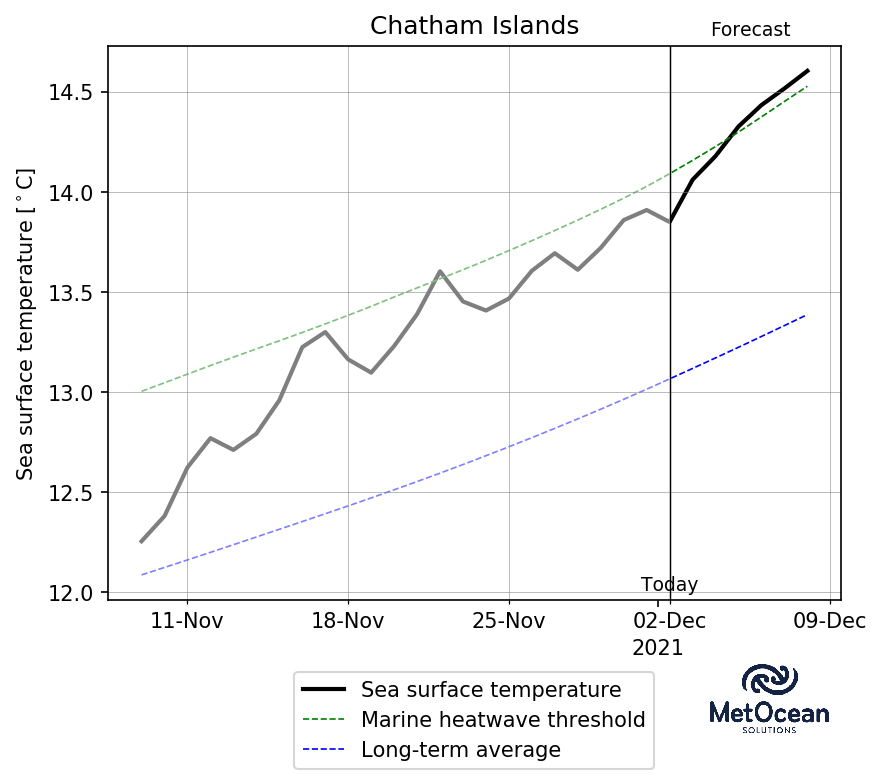 Chatham Islands
Forecast
Sea surface temperature [°C]
14.5
14.0
13.5
13.0
12.5
12.0
Today
11-Nov 18-Nov 25-Nov 02-Dec 09-Dec
2021
Sea surface temperature
Marine heatwave threshold
Long-term average
MetOcean
SOLUTIONS